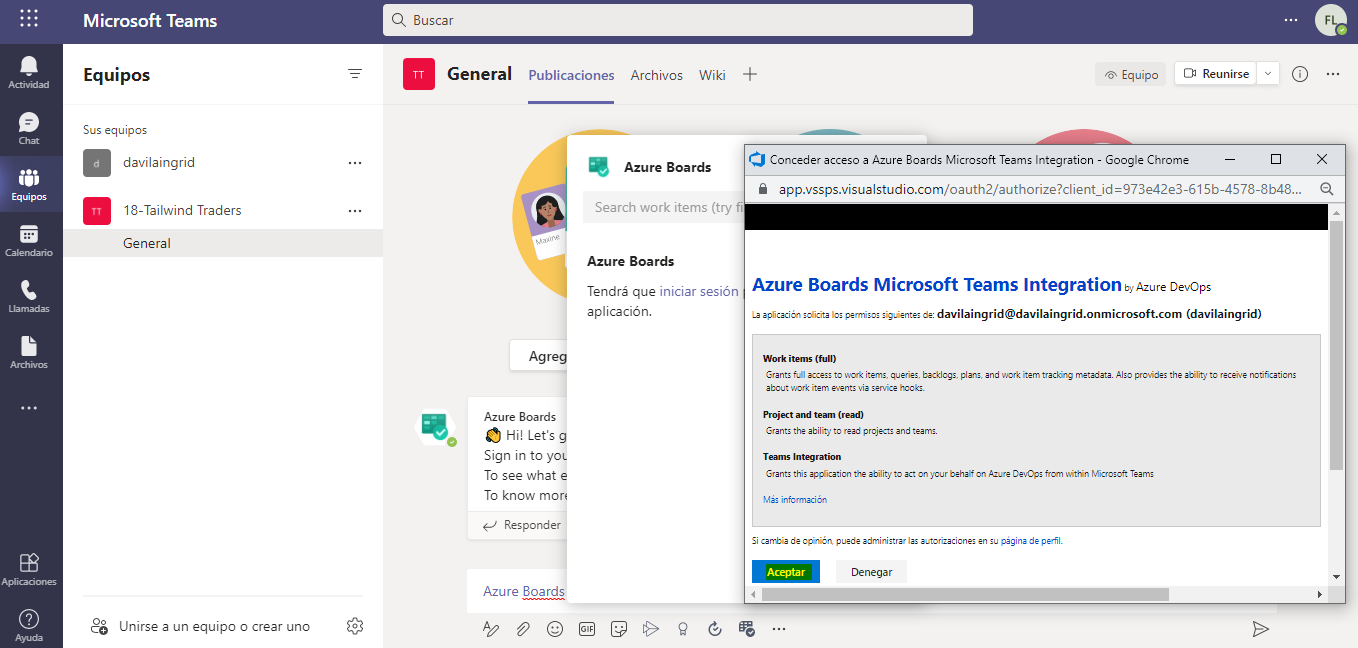 Microsoft Teams
Buscar
FL
Actividad
Chat
Equipos
Calendario
Llamadas
Archivos
Aplicaciones
Ayuda
Equipos
Sus equipos
d
davilaingrid
TT
18-Tailwind Traders
General
Unirse a un equipo o crear uno
TT
General
Publicaciones
Archivos
Wiki
Equipo
Reunirse
Maxine
Agreg
Azure Boards
Hi! Let's g
Sign in to you
To see what e
To know more
Responder
Azure Boards
GIF
Azure Boards
Search work items (try fi
Azure Boards
Tendrá que iniciar sesión p
aplicación.
Conceder acceso a Azure Boards Microsoft Teams Integration - Google Chrome
app.vssps.visualstudio.com/oauth2/authorize?client_id=973e42e3-615b-4578-8b48...
Azure Boards Microsoft Teams Integration by Azure DevOps
La aplicación solicita los permisos siguientes de: davilaingrid@davilaingrid.onmicrosoft.com (davilaingrid)
Work items (full)
Grants full access to work items, queries, backlogs, plans, and work item tracking metadata. Also provides the ability to receive notifications
about work item events via service hooks.
Project and team (read)
Grants the ability to read projects and teams.
Teams Integration
Grants this application the ability to act on your behalf on Azure DevOps from within Microsoft Teams
Más información
Si cambia de opinión, puede administrar las autorizaciones en su página de perfil.
Aceptar
Denegar